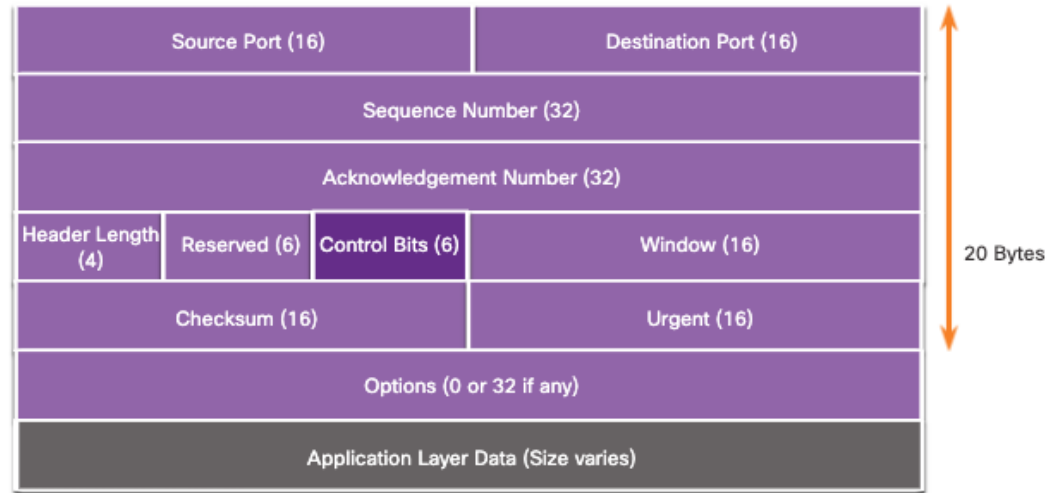 Source Port (16)
Destination Port (16)
Sequence Number (32)
Acknowledgement Number (32)
Header Length
(4)
Reserved (6)
Control Bits (6)
Window (16)
20 Bytes
Checksum (16)
Urgent (16)
Options (0 or 32 if any)
Application Layer Data (Size varies)